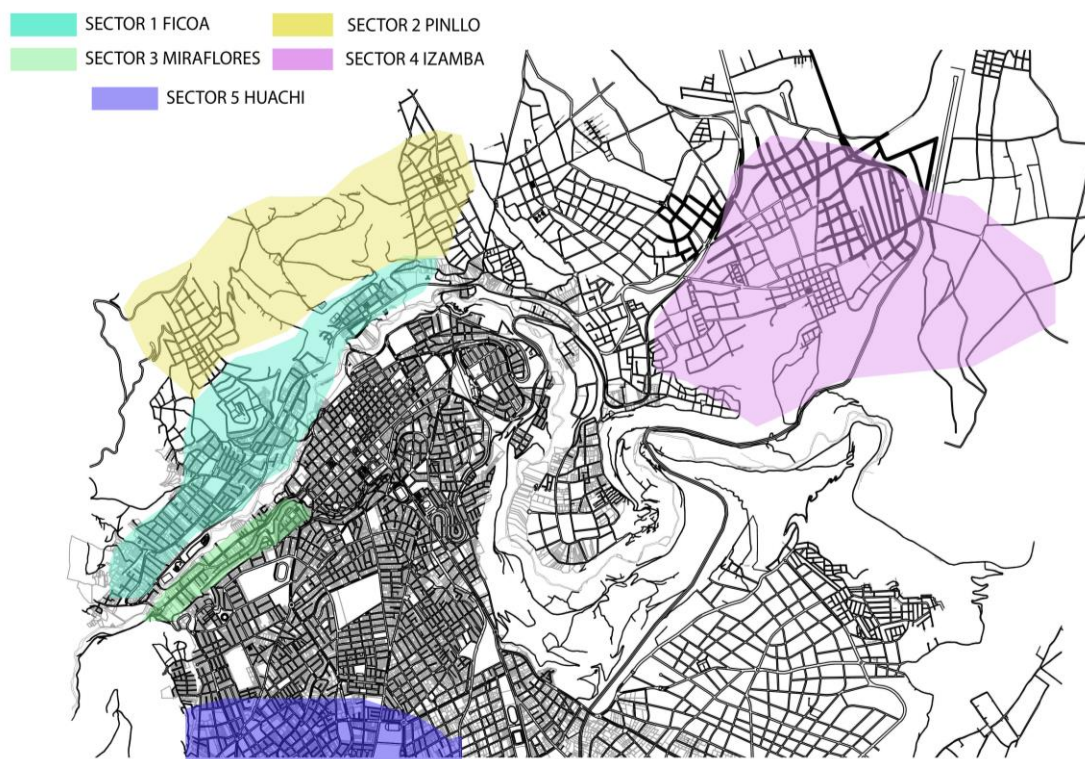 SECTOR 1 FICOA
SECTOR 2 PINLLO
SECTOR 3 MIRAFLORES
SECTOR 4 IZAMBA
SECTOR 5 HUACHI